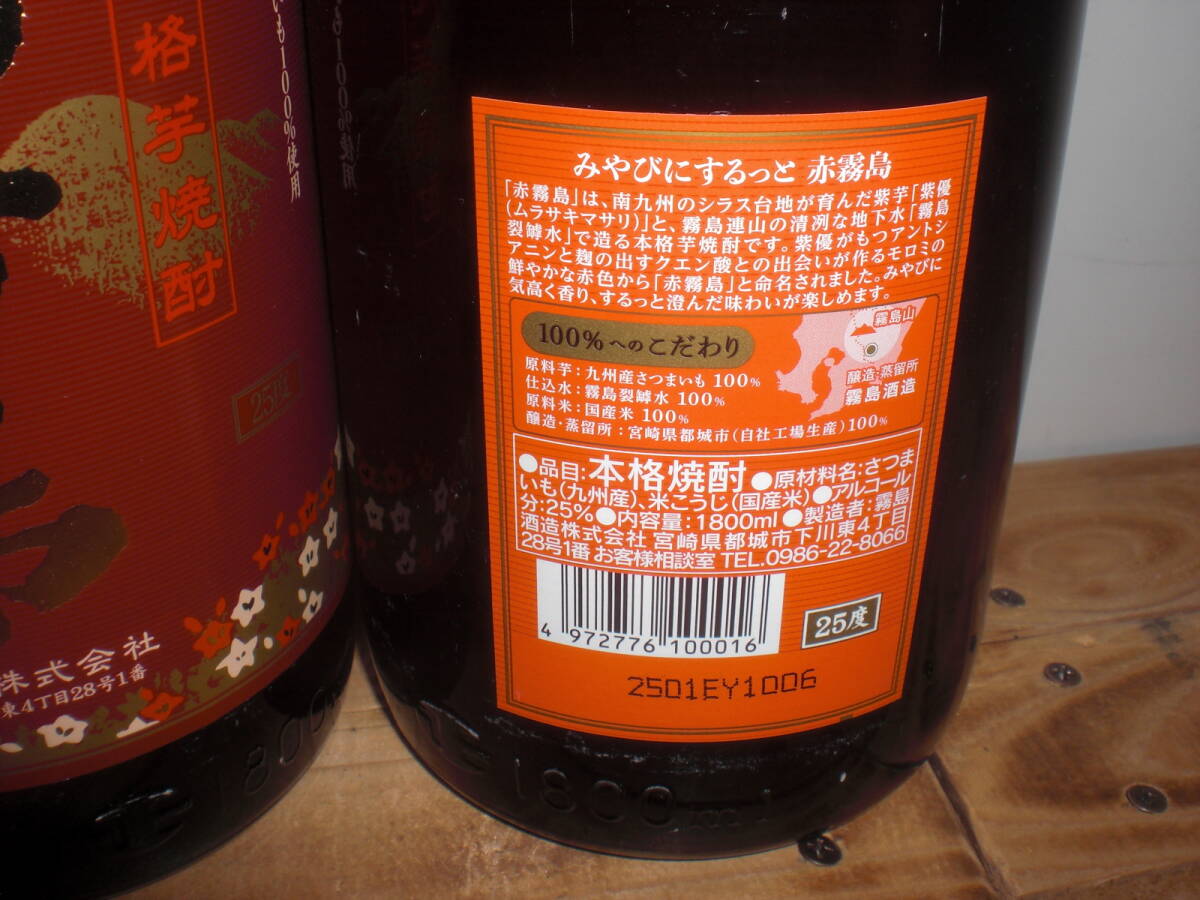 格芋焼酎
いも100%使用
25度
株式会社
東4丁目28号1番
1800
みやびにするっと 赤霧島
「赤霧島」は、南九州のシラス台地が育んだ紫芋「紫優
(ムラサキマサリ)」と、霧島連山の清冽な地下水「霧島
裂罅水」で造る本格芋焼酎です。紫優がもつアントシ
アニンと麹の出すクエン酸との出会いが作るモロミの
鮮やかな赤色から「赤霧島」と命名されました。みやびに
気高く香り、するっと澄んだ味わいが楽しめます。
100%へのこだわり
原料芋:九州産さつまいも 100%
仕込水:霧島裂罅水 100%
原料米:国産米 100%
醸造・蒸留所:宮崎県都城市(自社工場生産)100%
霧島山
醸造・蒸留所
霧島酒造
●品目:本格焼酎●原材料名:さつま
いも(九州産)、米こうじ(国産米)●アルコール
分:25%●内容量:1800ml●製造者:霧島
酒造株式会社 宮崎県都城市下川東4丁目
28号1番 お客様相談室 TEL.0986-22-8066
4 972776 100016
25度
2501EY1006
1800